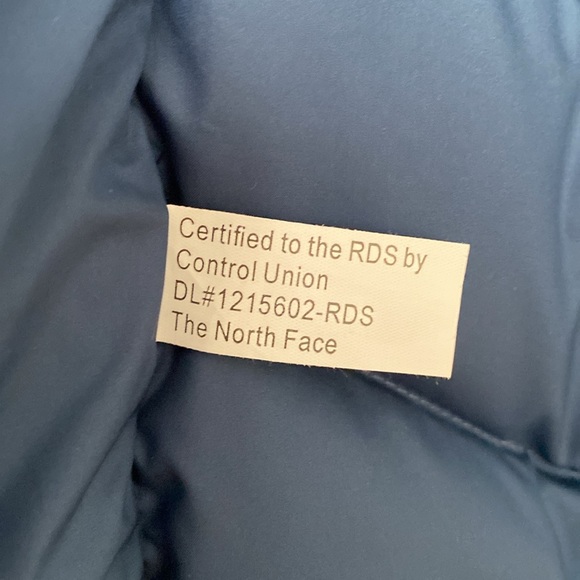 Certified to the RDS by
Control Union
DL#1215602-RDS
The North Face